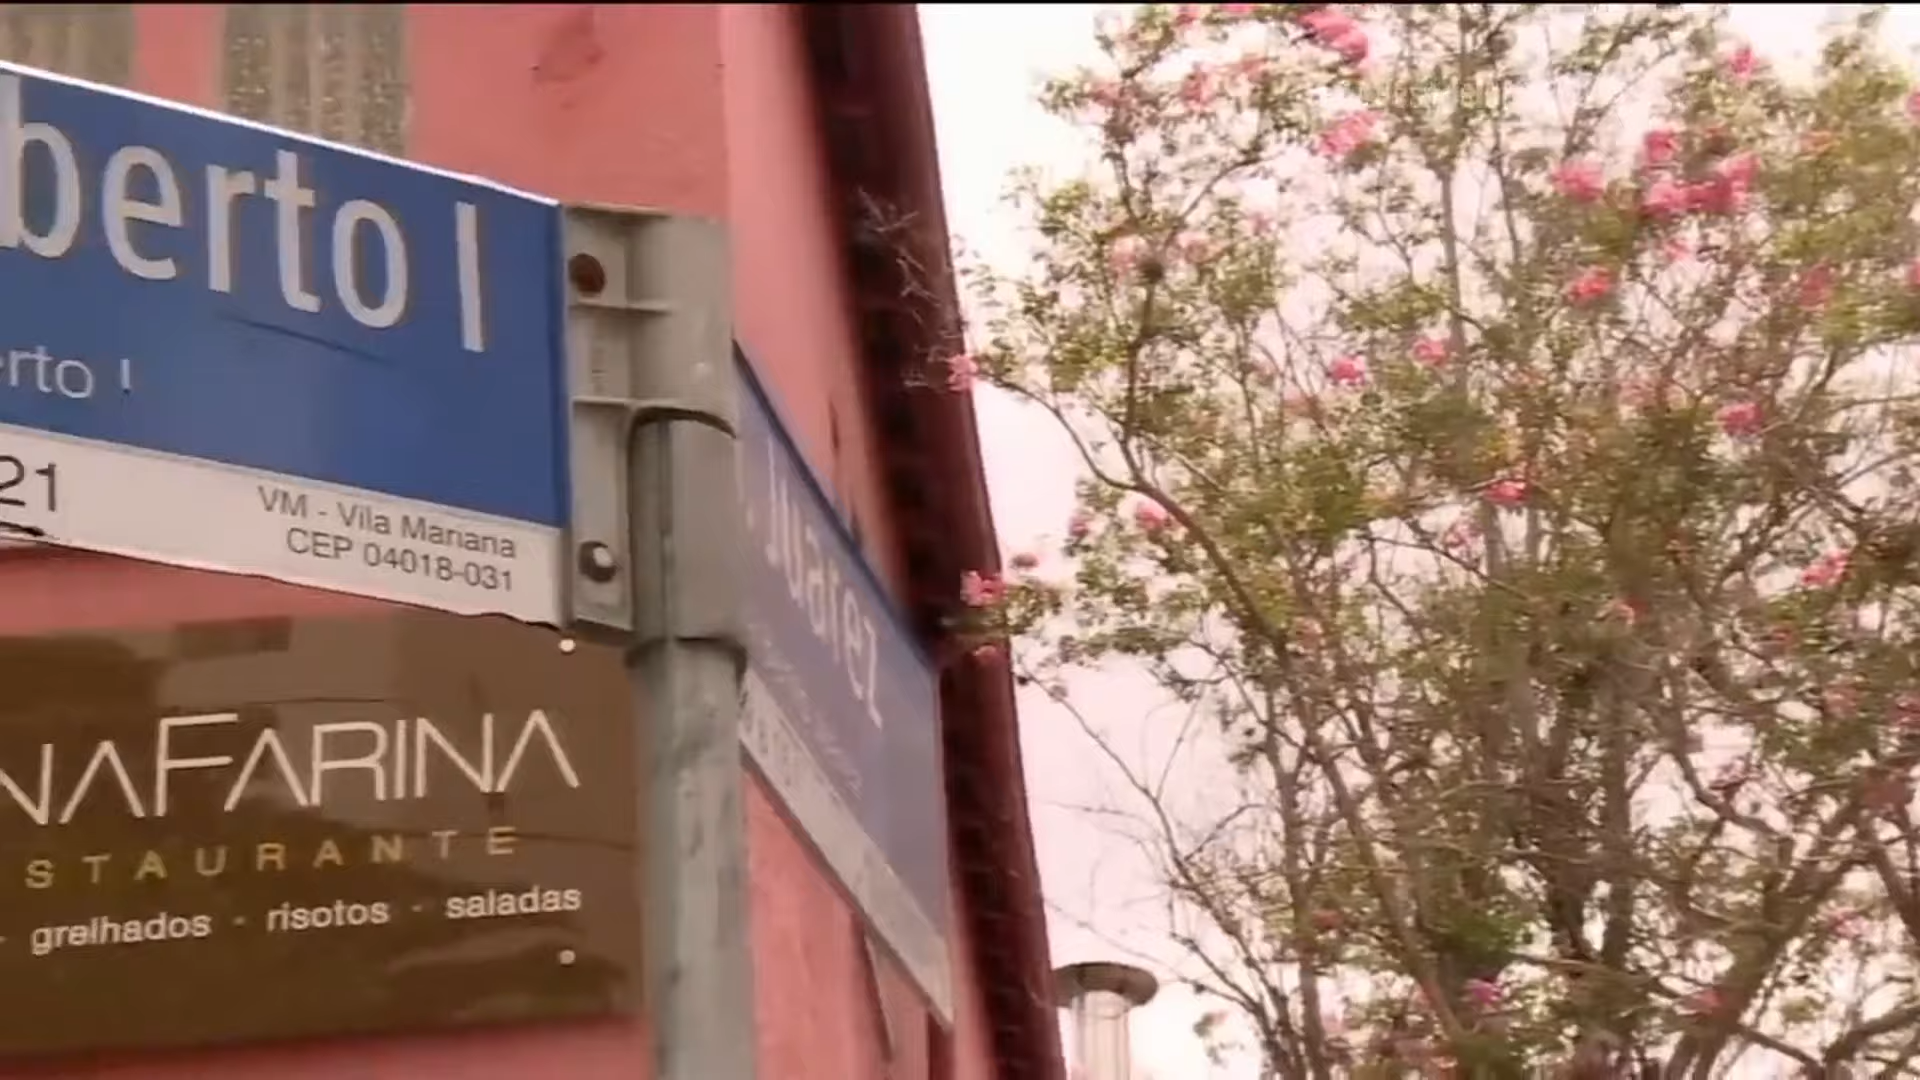 berto I
erto I
21
VM - Vila Mariana
CEP 04018-031
Juarez
NAFARINA
STAURANTE
- grelhados - risotos - saladas